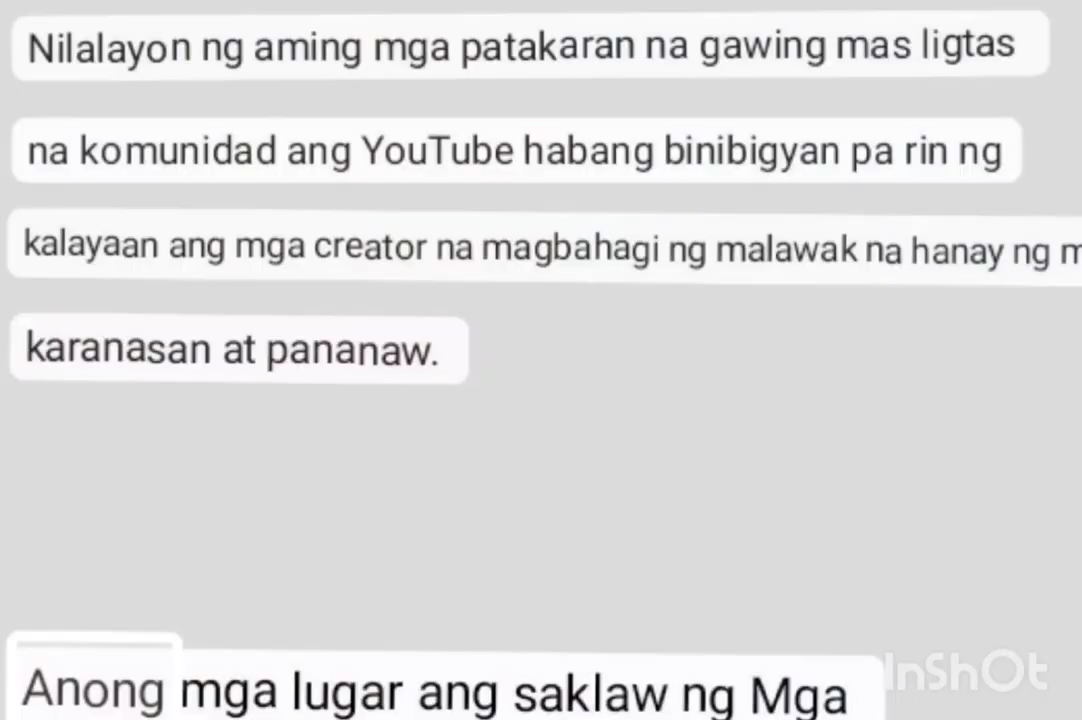 Nilalayon ng aming mga patakaran na gawing mas ligtas
na komunidad ang YouTube habang binibigyan pa rin ng
kalayaan ang mga creator na magbahagi ng malawak na hanay ng
karanasan at pananaw.
Anong mga lugar ang saklaw ng Mga
InShOt